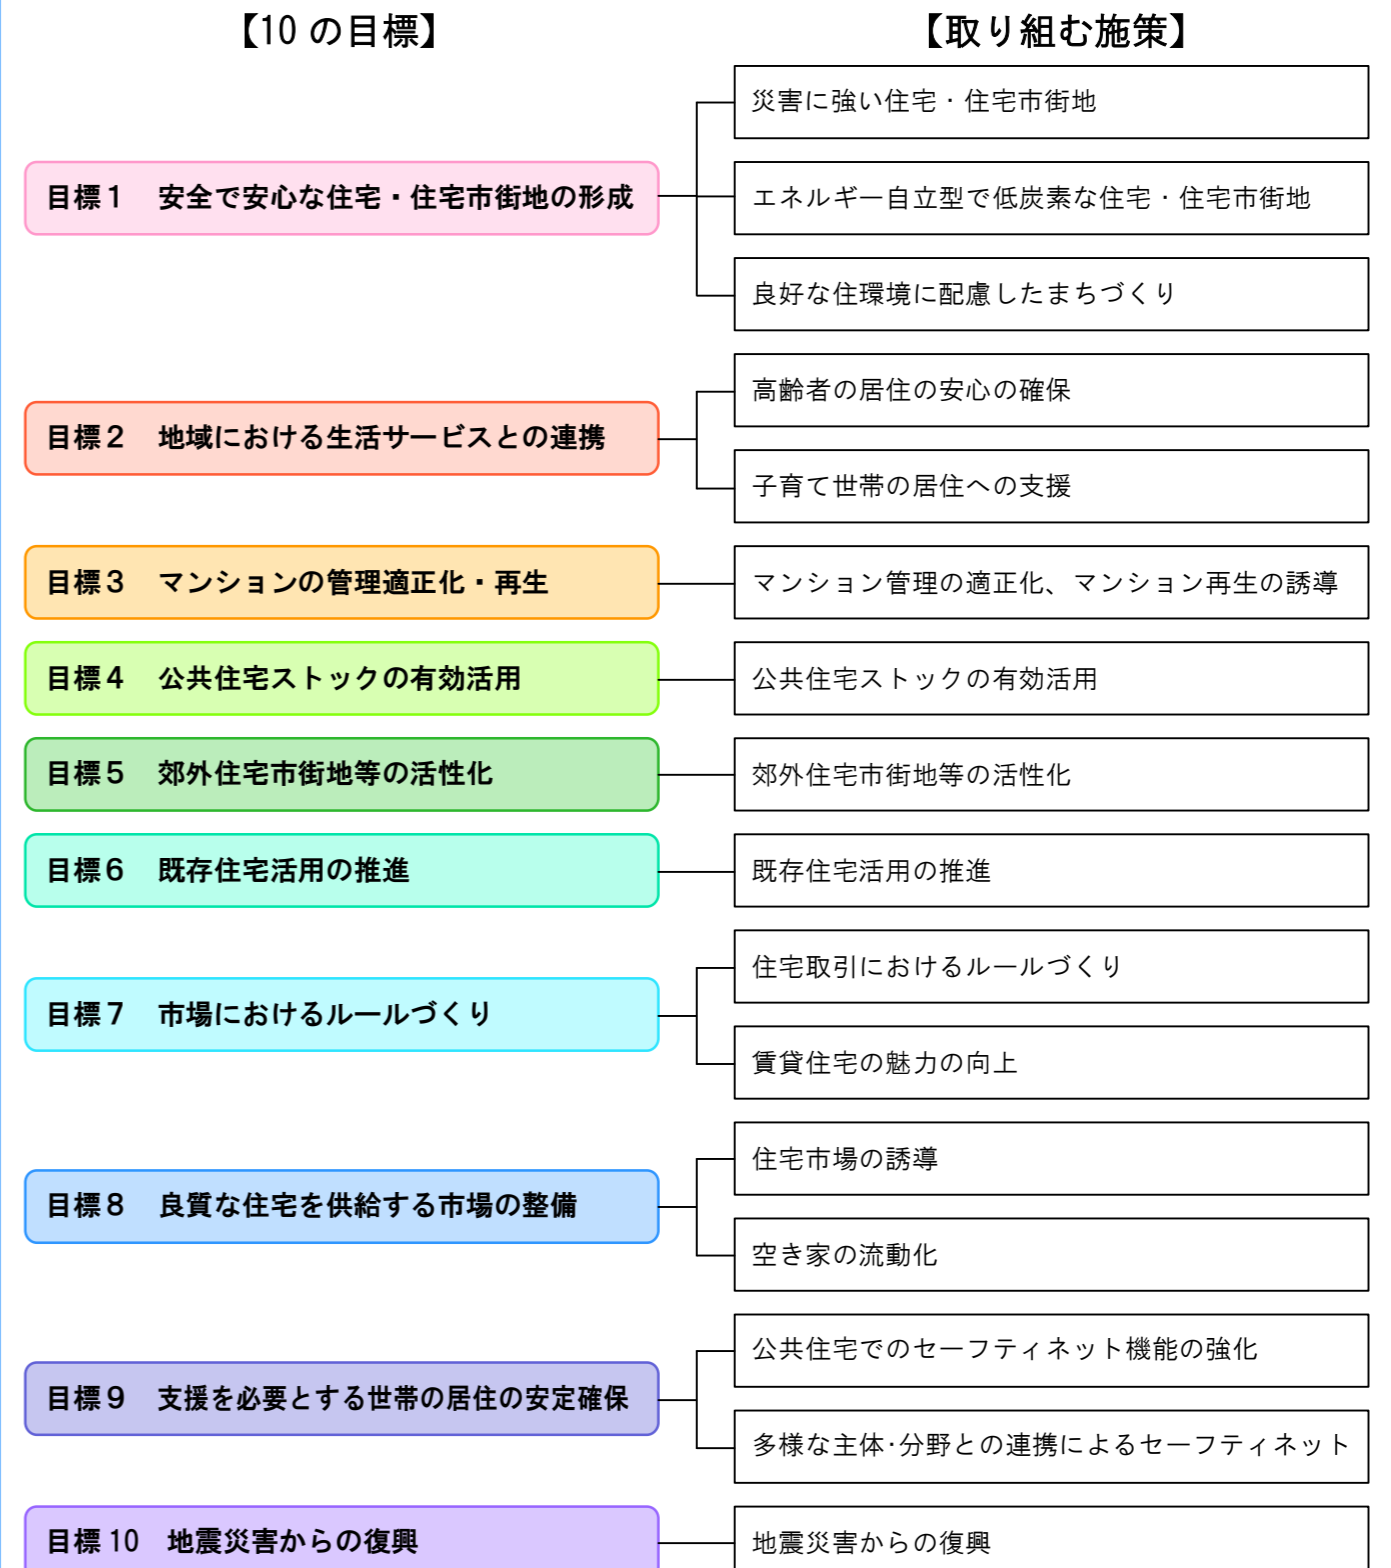 【10の目標】
【取り組む施策】
目標1　安全で安心な住宅・住宅市街地の形成
災害に強い住宅・住宅市街地
エネルギー自立型で低炭素な住宅・住宅市街地
良好な住環境に配慮したまちづくり
目標2　地域における生活サービスとの連携
高齢者の居住の安心の確保
子育て世帯の居住への支援
目標3　マンションの管理適正化・再生
マンション管理の適正化、マンション再生の誘導
目標4　公共住宅ストックの有効活用
公共住宅ストックの有効活用
目標5　郊外住宅市街地等の活性化
郊外住宅市街地等の活性化
目標6　既存住宅活用の推進
既存住宅活用の推進
目標7　市場におけるルールづくり
住宅取引におけるルールづくり
賃貸住宅の魅力の向上
目標8　良質な住宅を供給する市場の整備
住宅市場の誘導
空き家の流動化
目標9　支援を必要とする世帯の居住の安定確保
公共住宅でのセーフティネット機能の強化
多様な主体･分野との連携によるセーフティネット
目標10　地震災害からの復興
地震災害からの復興